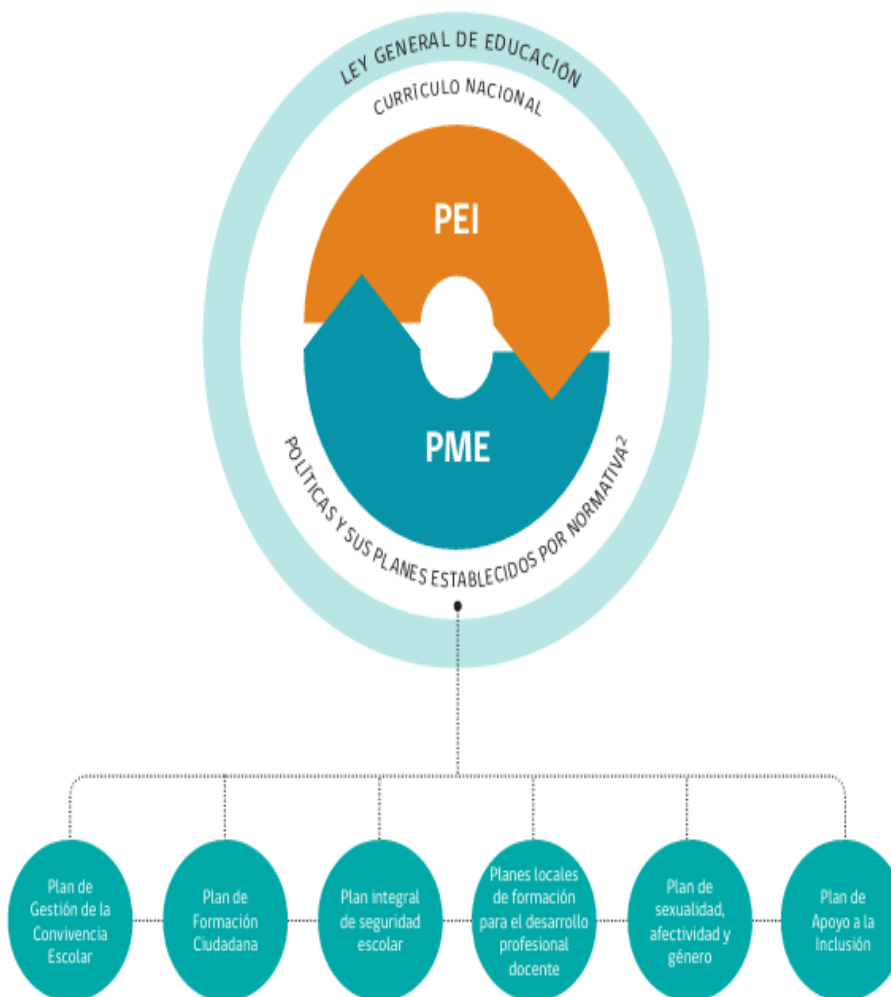 LEY GENERAL DE EDUCACIÓN
CURRÍCULO NACIONAL
PEI
PME
POLÍTICAS Y SUS PLANES ESTABLECIDOS POR NORMATIVA²
Plan de
Gestión de la
Convivencia
Escolar
Plan de
Formación
Ciudadana
Plan integral
de seguridad
escolar
Planes locales
de formación
para el desarrollo
profesional
docente
Plan de
sexualidad,
afectividad y
género
Plan de
Apoyo a la
Inclusión